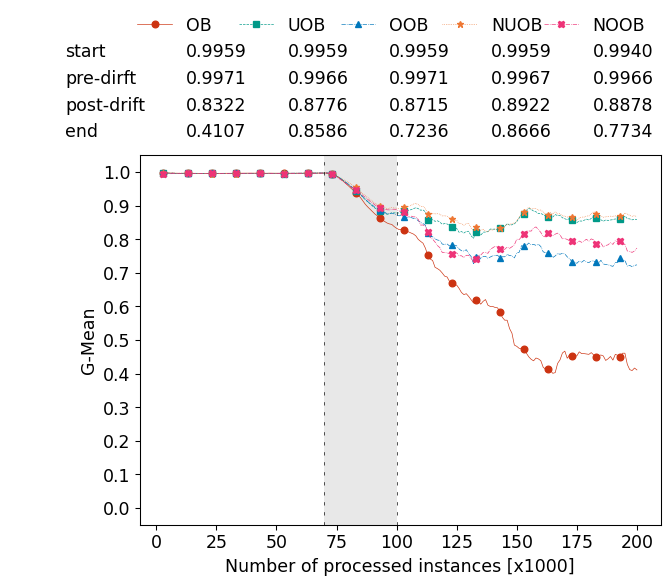 OB UOB OOB NUOB NOOB
start 0.9959 0.9959 0.9959 0.9959 0.9940
pre-dirft 0.9971 0.9966 0.9971 0.9967 0.9966
post-drift 0.8322 0.8776 0.8715 0.8922 0.8878
end 0.4107 0.8586 0.7236 0.8666 0.7734
1.0
0.9
0.8
0.7
0.6
0.5
0.4
0.3
0.2
0.1
0.0
G-Mean
0 25 50 75 100 125 150 175 200
Number of processed instances [x1000]